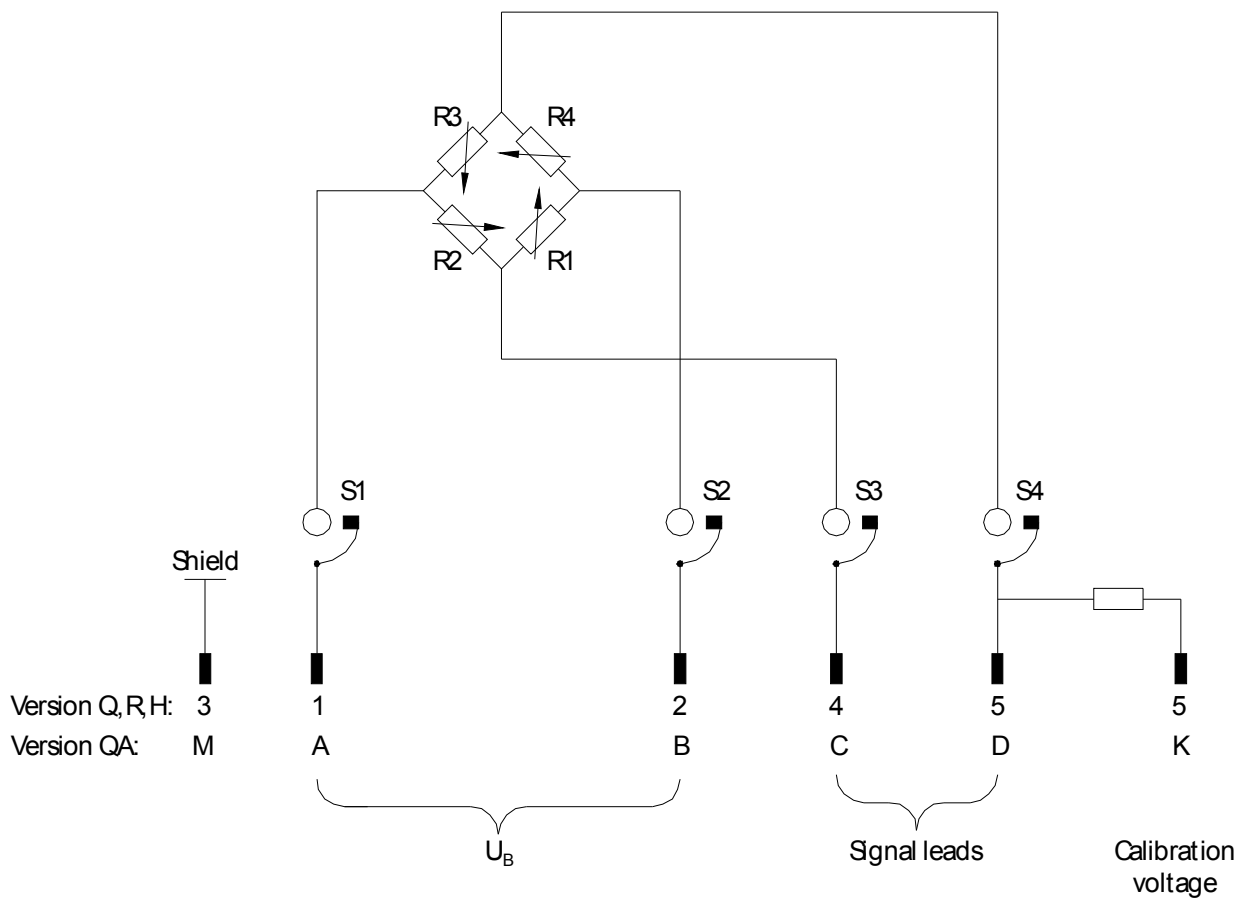 R3 R4
R2 R1
S1 S2 S3 S4
Shield
Version Q, R, H: 3 1 2 4 5 5
Version QA: M A B C D K
U_B Signal leads Calibration
voltage